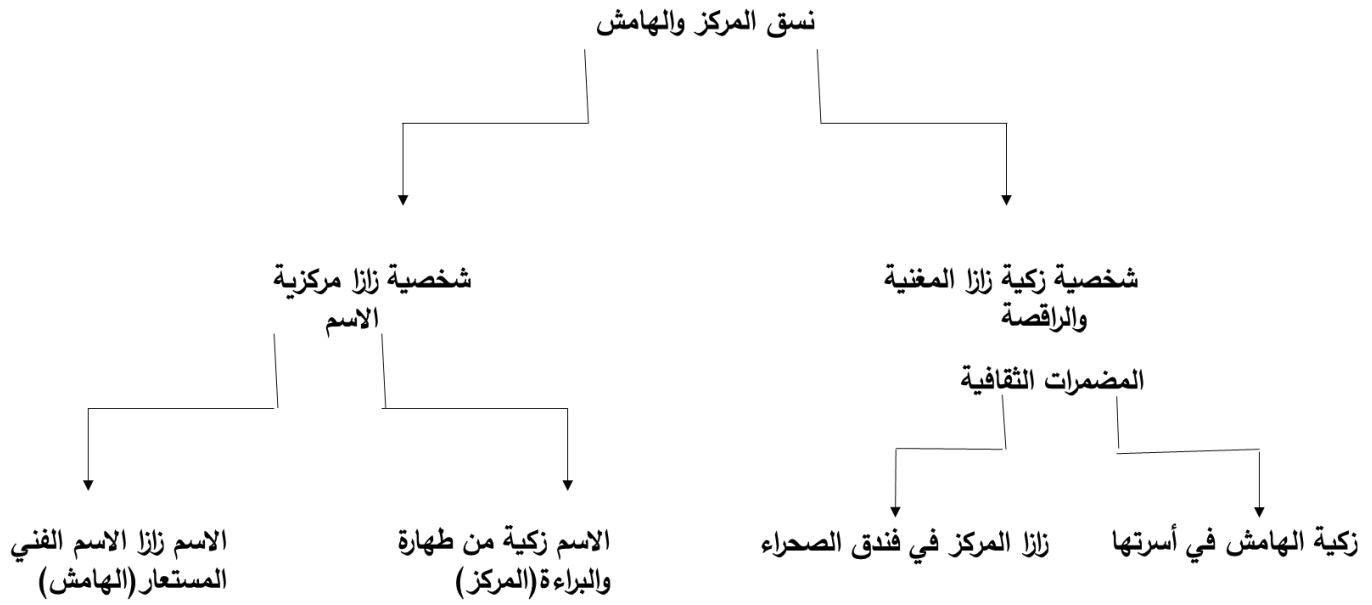 نسق المركز والهامش
شخصية زكية زازا المغنية
والراقصة
شخصية زازا مركزية
الاسم
المضمرات الثقافية
زكية الهامش في أسرتها
زازا المركز في فندق الصحراء
الاسم زكية من طهارة
والبراءة(المركز)
الاسم زازا الاسم الفني
المستعار(الهامش)